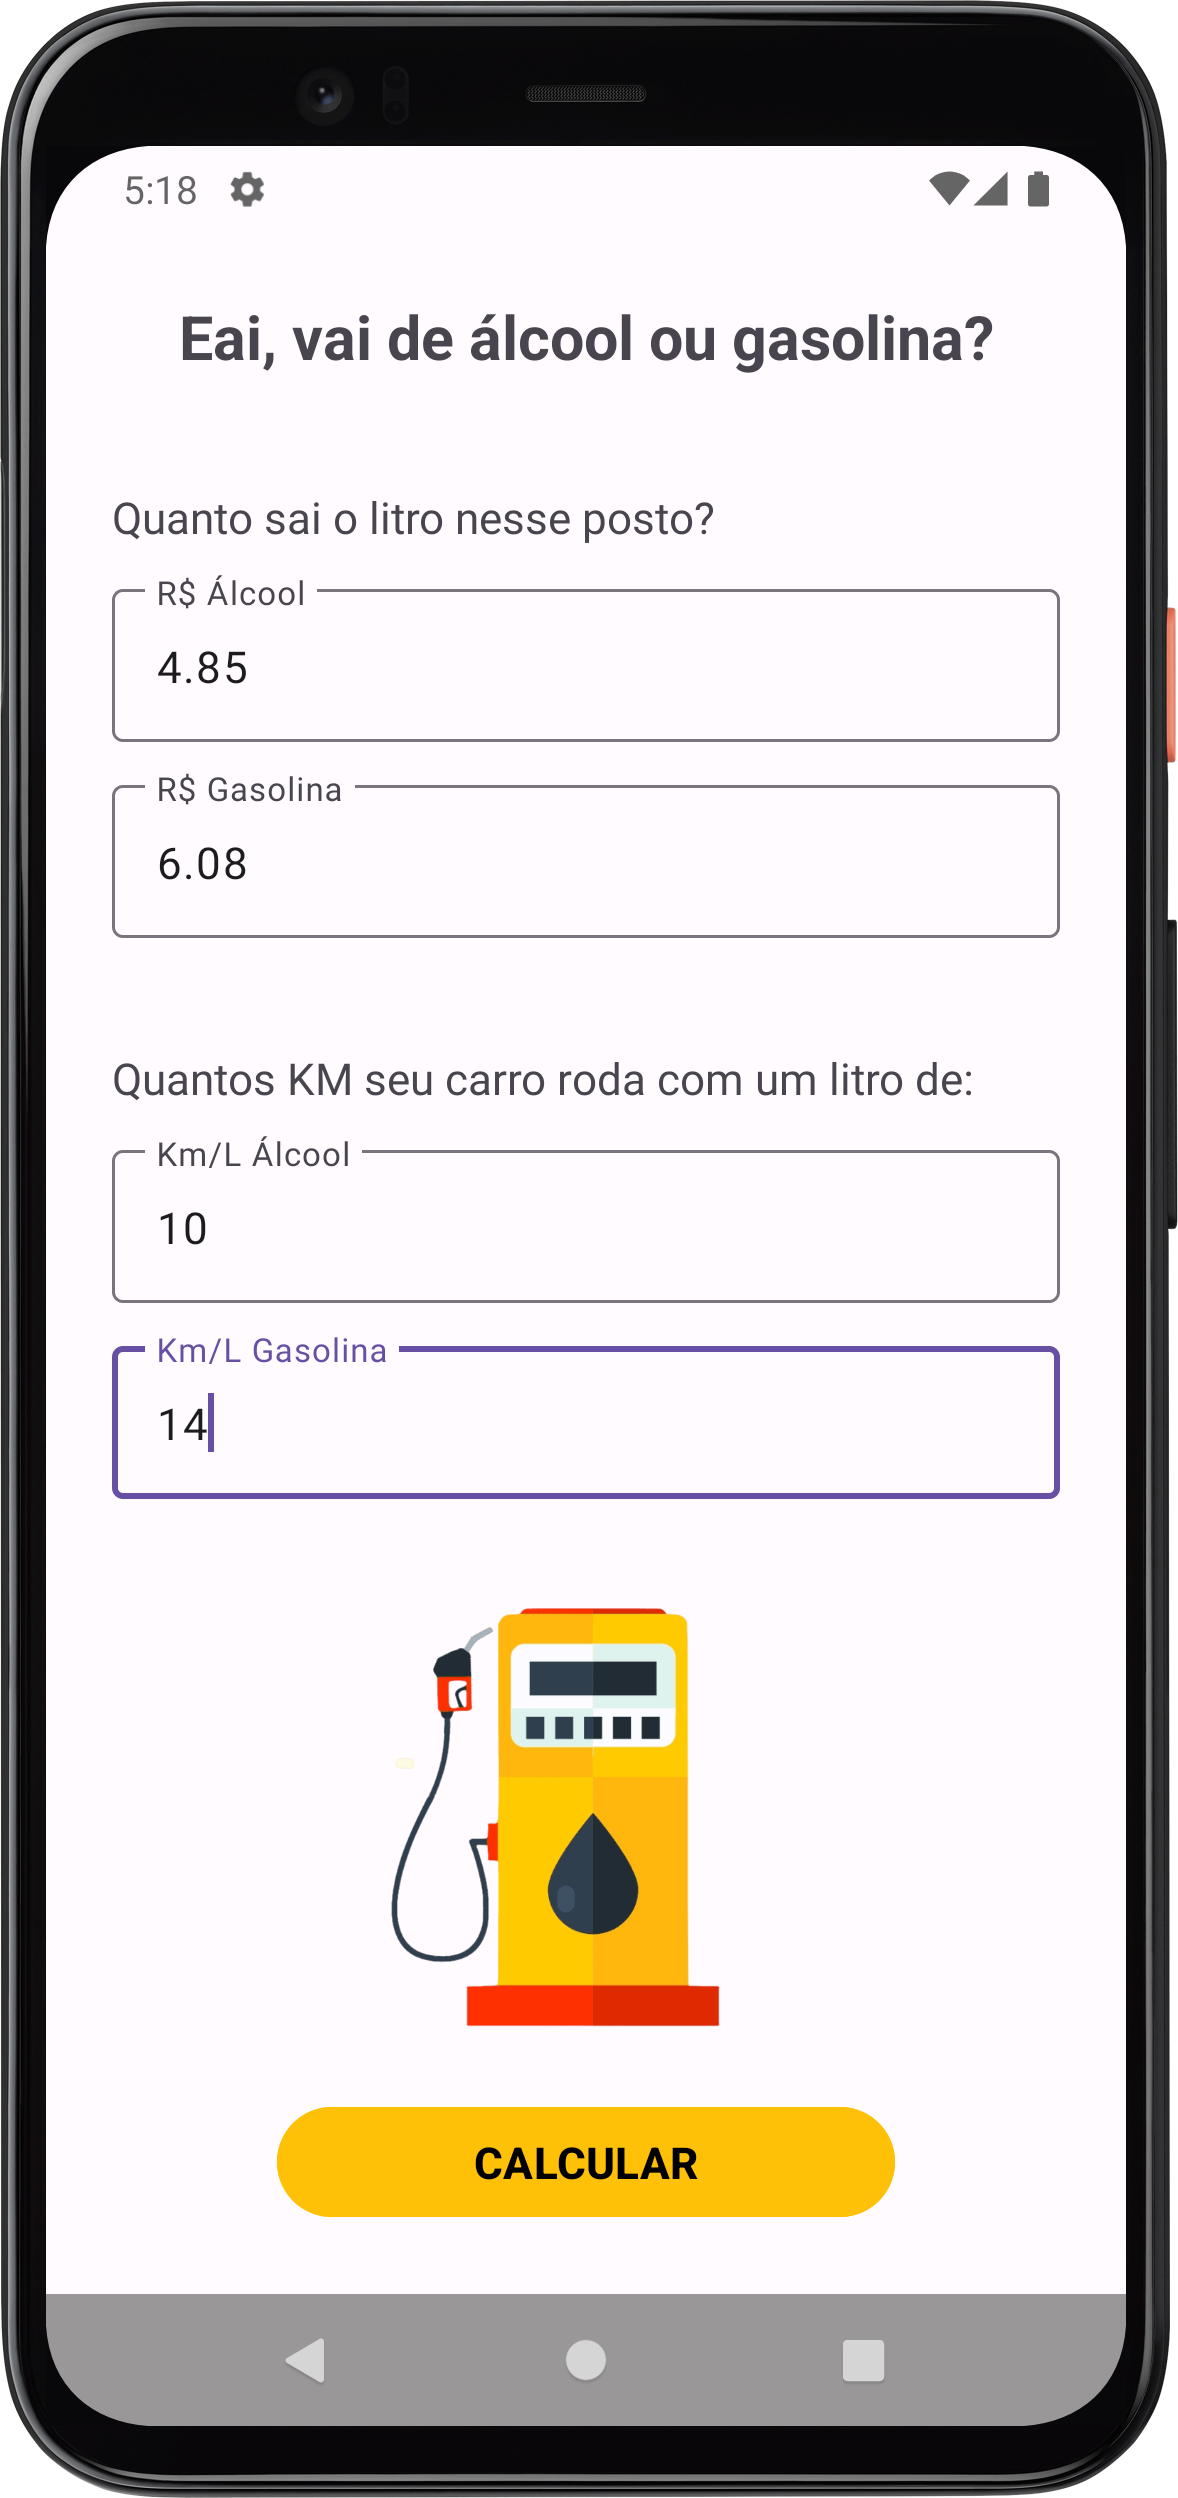 5:18
Eai, vai de álcool ou gasolina?
Quanto sai o litro nesse posto?
R$ Álcool
4.85
R$ Gasolina
6.08
Quantos KM seu carro roda com um litro de:
Km/L Álcool
10
Km/L Gasolina
14
CALCULAR